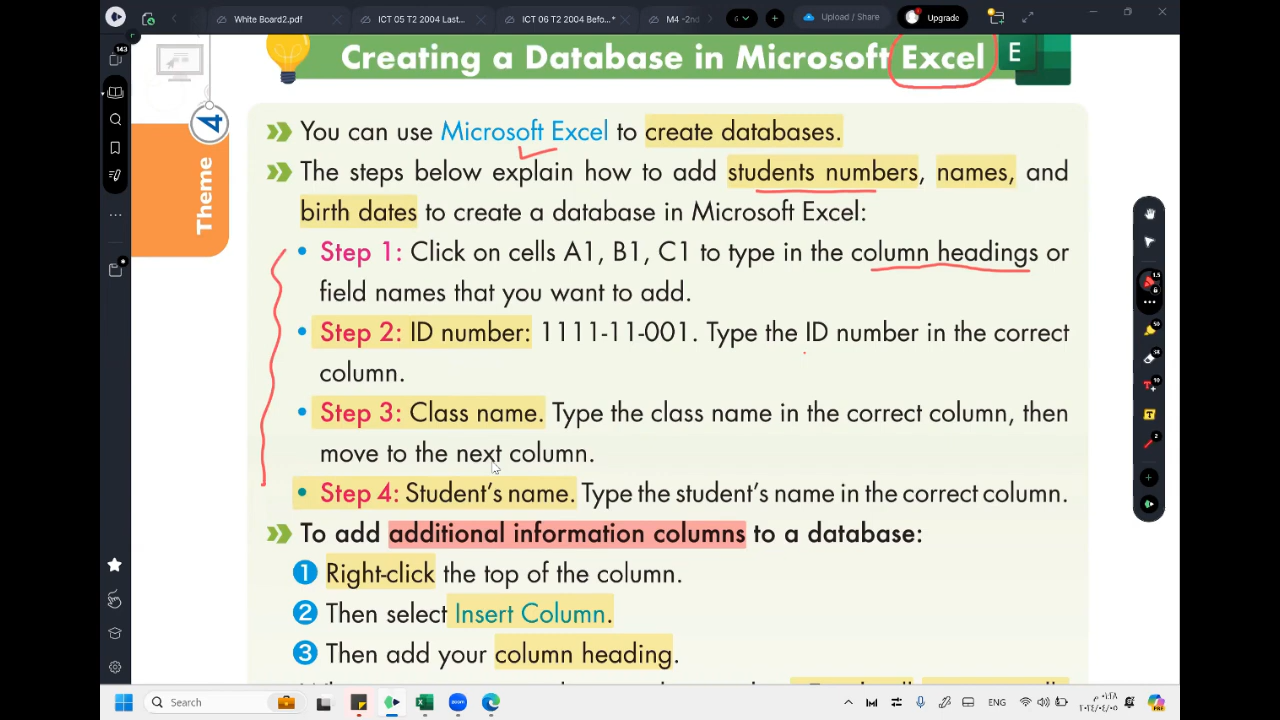 White Board2.pdf
ICT 05 T2 2004 Last...
ICT 06 T2 2004 Befo...*
M4 -2nd
6
Upload / Share
Upgrade
143
Creating a Database in Microsoft Excel
E
4
Theme
You can use Microsoft Excel to create databases.
The steps below explain how to add students numbers, names, and
birth dates to create a database in Microsoft Excel:
• Step 1: Click on cells A1, B1, C1 to type in the column headings or
field names that you want to add.
• Step 2: ID number: 1111-11-001. Type the ID number in the correct
column.
• Step 3: Class name. Type the class name in the correct column, then
move to the next column.
• Step 4: Student's name. Type the student's name in the correct column.
To add additional information columns to a database:
1 Right-click the top of the column.
2 Then select Insert Column.
3 Then add your column heading.
Search
ENG